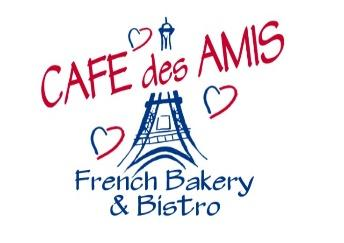 CAFE des AMIS
French Bakery
& Bistro